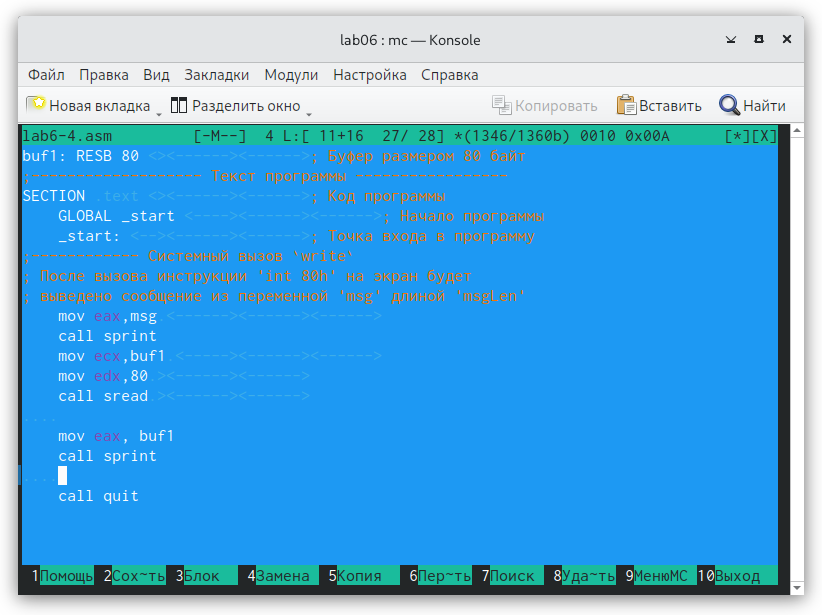 lab06 : mc — Konsole
Файл Правка Вид Закладки Модули Настройка Справка
Новая вкладка Разделить окно Копировать Вставить Найти
lab6-4.asm [-M--] 4 L:[ 11+16 27/ 28] *(1346/1360b) 0010 0x00A [*][X]
buf1: RESB 80 <><------><------>; Буфер размером 80 байт
;------------------- Текст программы -----------------
SECTION .text <><------><------>; Код программы
GLOBAL _start <----><------><------>; Начало программы
_start: <--><------><------>; Точка входа в программу
;------------ Системный вызов `write`
; После вызова инструкции 'int 80h' на экран будет
; выведено сообщение из переменной 'msg' длиной 'msgLen'
mov eax,msg.<------><------><------>
call sprint
mov ecx,buf1.<------><------><------>
mov edx,80.><------><------>
call sread.><------><------>
....
mov eax, buf1
call sprint
....
call quit
1Помощь 2Сох~ть 3Блок 4Замена 5Копия 6Пер~ть 7Поиск 8Уда~ть 9МенюMC 10Выход